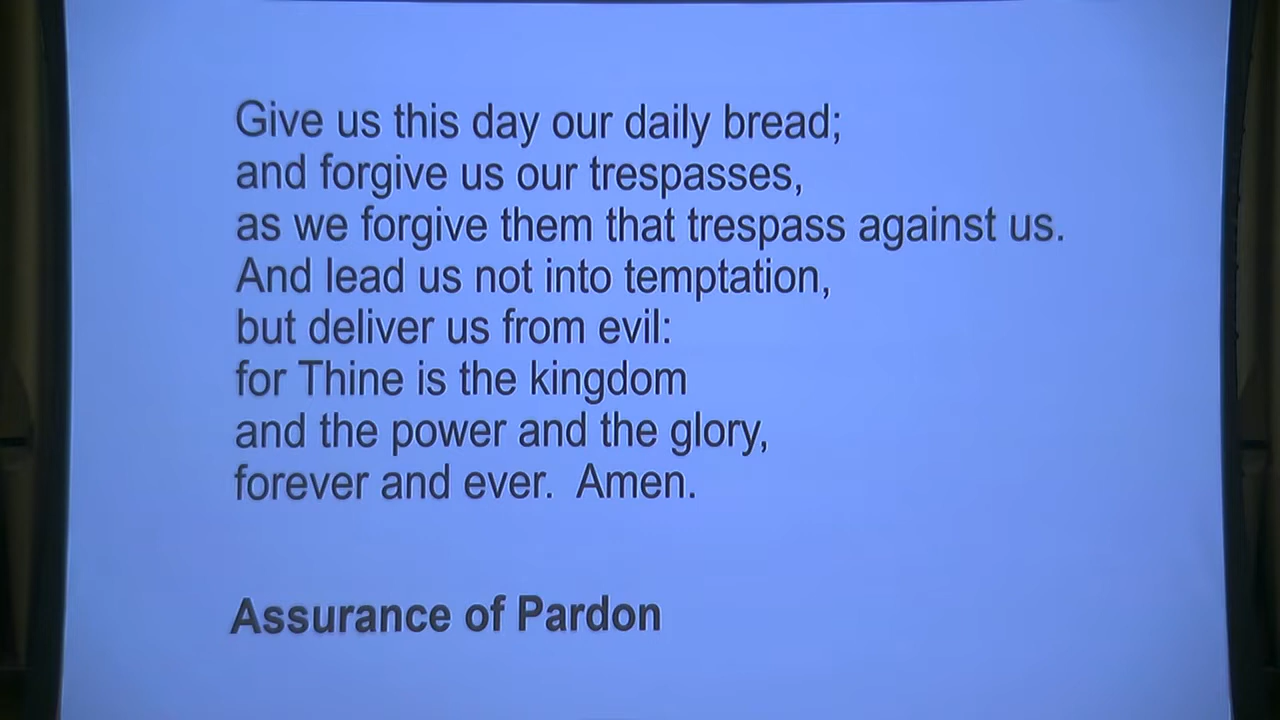 Give us this day our daily bread;
and forgive us our trespasses,
as we forgive them that trespass against us.
And lead us not into temptation,
but deliver us from evil:
for Thine is the kingdom
and the power and the glory,
forever and ever.  Amen.
Assurance of Pardon